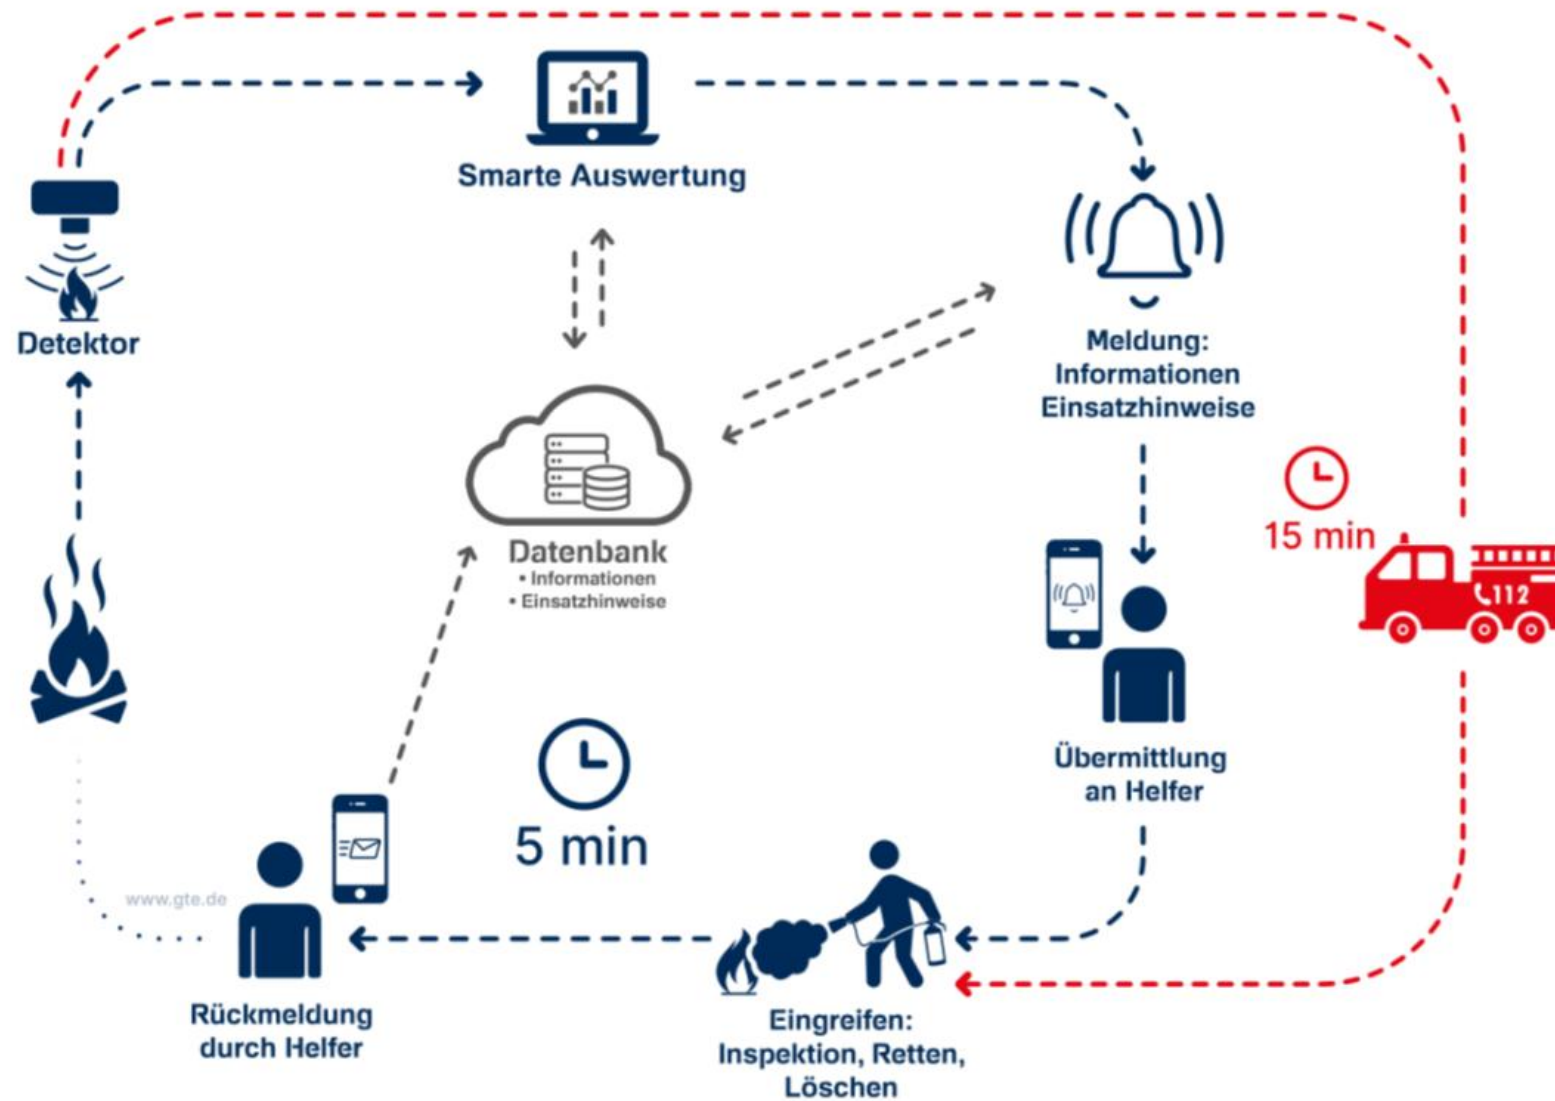 Smarte Auswertung
Detektor
Meldung:
Informationen
Einsatzhinweise
15 min
112
Datenbank
▪ Informationen
▪ Einsatzhinweise
Übermittlung
an Helfer
5 min
www.gte.de
Rückmeldung
durch Helfer
Eingreifen:
Inspektion, Retten,
Löschen